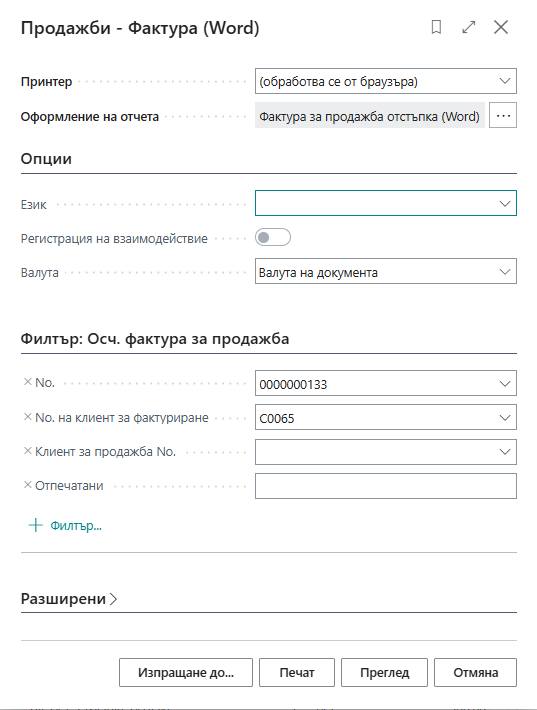 Продажби - Фактура (Word)
Принтер (обработва се от браузъра)
Оформление на отчета Фактура за продажба отстъпка (Word) ...
Опции
Език
Регистрация на взаимодействие
Валута Валута на документа
Филтър: Осч. фактура за продажба
No. 0000000133
No. на клиент за фактуриране C0065
Клиент за продажба No.
Отпечатани
Филтър...
Разширени
Изпращане до... Печат Преглед Отмяна